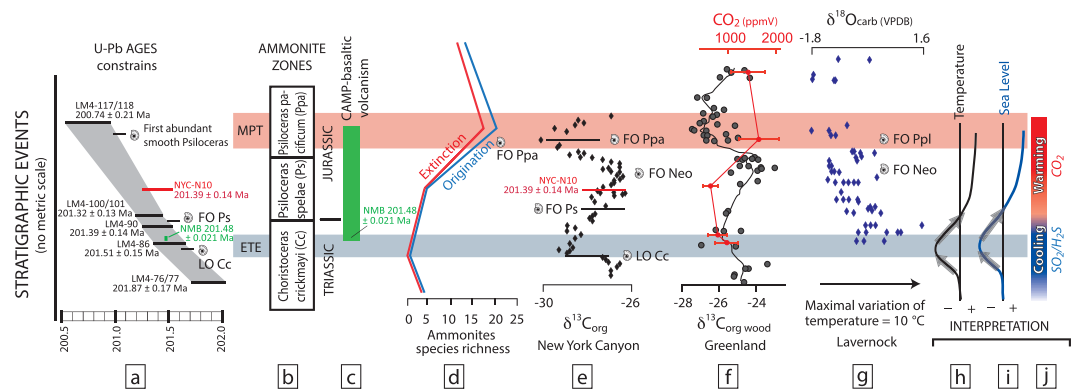 STRATIGRAPHIC EVENTS
(no metric scale)
U-Pb AGES
constrains
LM4-117/118
200.74 ± 0.21 Ma
First abundant
smooth Psiloceras
NYC-N10
201.39 ± 0.14 Ma
LM4-100/101
201.32 ± 0.13 Ma
FO Ps
LM4-90
201.39 ± 0.14 Ma
NMB 201.48
± 0.021 Ma
LM4-86
201.51 ± 0.15 Ma
LO Cc
LM4-76/77
201.87 ± 0.17 Ma
200.5
201.0
201.5
202.0
a
AMMONITE
ZONES
MPT
ETE
Psiloceras pa-
cificum (Ppa)
Psiloceras
spelae (Ps)
Choristoceras
crickmayi (Cc)
JURASSIC
TRIASSIC
b
CAMP-basaltic
volcanism
NMB 201.48
± 0.021 Ma
c
Extinction
Origination
FO Ppa
0 5 10 15 20 25
Ammonites
species richness
d
FO Ppa
FO Neo
NYC-N10
201.39 ± 0.14 Ma
FO Ps
LO Cc
-30 -26
δ¹³Corg
New York Canyon
e
CO2 (ppmV)
1000 2000
-28 -26 -24 -22
δ¹³Corg wood
Greenland
f
δ¹⁸Ocarb (VPDB)
-1.8 1.6
FO Ppl
FO Neo
Maximal variation of
temperature = 10 °C
Lavernock
g
Temperature
Sea Level
− + − +
INTERPRETATION
h
i
Warming
Cooling
CO2
SO2/H2S
j